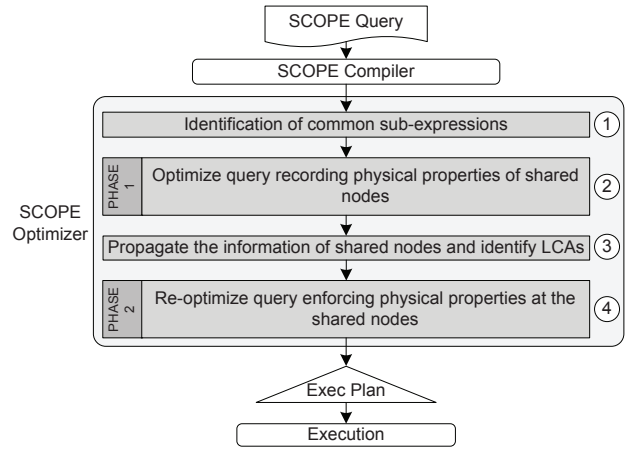 SCOPE Query
SCOPE Compiler
Identification of common sub-expressions
1
PHASE
1
Optimize query recording physical properties of shared
nodes
2
SCOPE
Optimizer
Propagate the information of shared nodes and identify LCAs
3
PHASE
2
Re-optimize query enforcing physical properties at the
shared nodes
4
Exec Plan
Execution